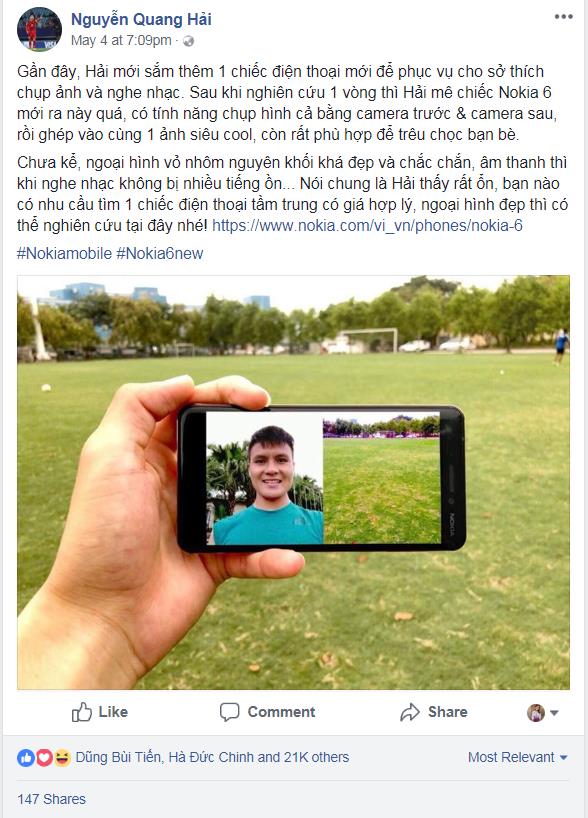 Nguyễn Quang Hải
May 4 at 7:09pm ·
Gần đây, Hải mới sắm thêm 1 chiếc điện thoại mới để phục vụ cho sở thích
chụp ảnh và nghe nhạc. Sau khi nghiên cứu 1 vòng thì Hải mê chiếc Nokia 6
mới ra này quá, có tính năng chụp hình cả bằng camera trước & camera sau,
rồi ghép vào cùng 1 ảnh siêu cool, còn rất phù hợp để trêu chọc bạn bè.
Chưa kể, ngoại hình vỏ nhôm nguyên khối khá đẹp và chắc chắn, âm thanh thì
khi nghe nhạc không bị nhiều tiếng ồn... Nói chung là Hải thấy rất ổn, bạn nào
có nhu cầu tìm 1 chiếc điện thoại tầm trung có giá hợp lý, ngoại hình đẹp thì có
thể nghiên cứu tại đây nhé! https://www.nokia.com/vi_vn/phones/nokia-6
#Nokiamobile #Nokia6new
NOKIA
Like Comment Share
Dũng Bùi Tiến, Hà Đức Chinh and 21K others Most Relevant
147 Shares